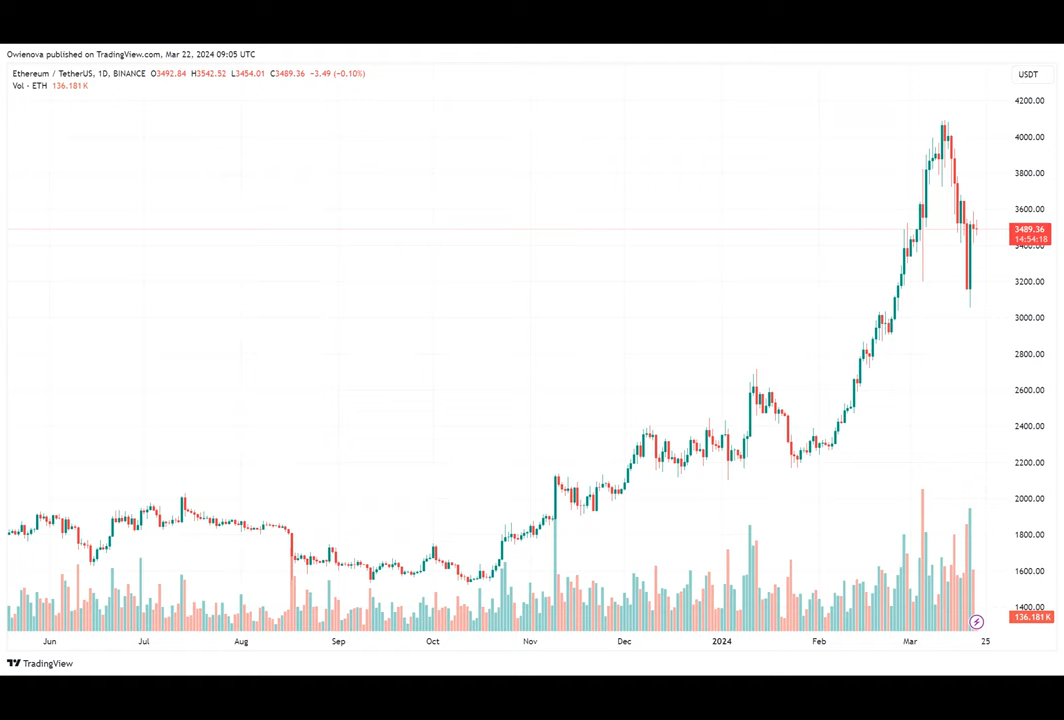 Owienova published on TradingView.com, Mar 22, 2024 09:05 UTC
Ethereum / TetherUS, 1D, BINANCE O3492.84 H3542.52 L3454.01 C3489.36 −3.49 (−0.10%)
Vol · ETH 136.181 K
USDT
4200.00
4000.00
3800.00
3600.00
3489.36
14:54:18
3400.00
3200.00
3000.00
2800.00
2600.00
2400.00
2200.00
2000.00
1800.00
1600.00
1400.00
136.181 K
Jun Jul Aug Sep Oct Nov Dec 2024 Feb Mar 25
TradingView